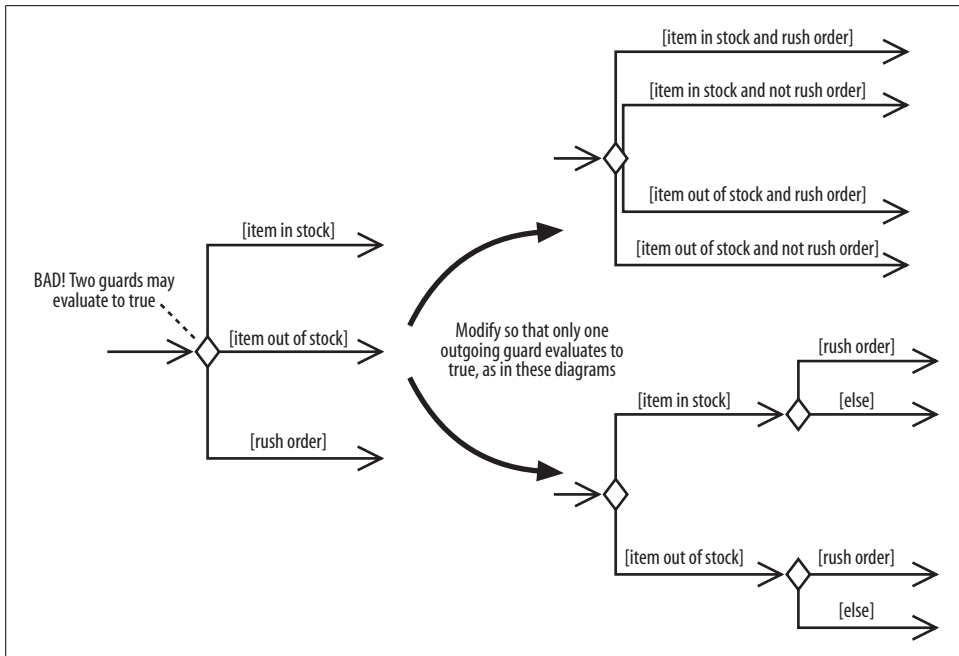 [item in stock]
BAD! Two guards may
evaluate to true
[item out of stock]
[rush order]
Modify so that only one
outgoing guard evaluates to
true, as in these diagrams
[item in stock and rush order]
[item in stock and not rush order]
[item out of stock and rush order]
[item out of stock and not rush order]
[rush order]
[item in stock]
[else]
[item out of stock]
[rush order]
[else]